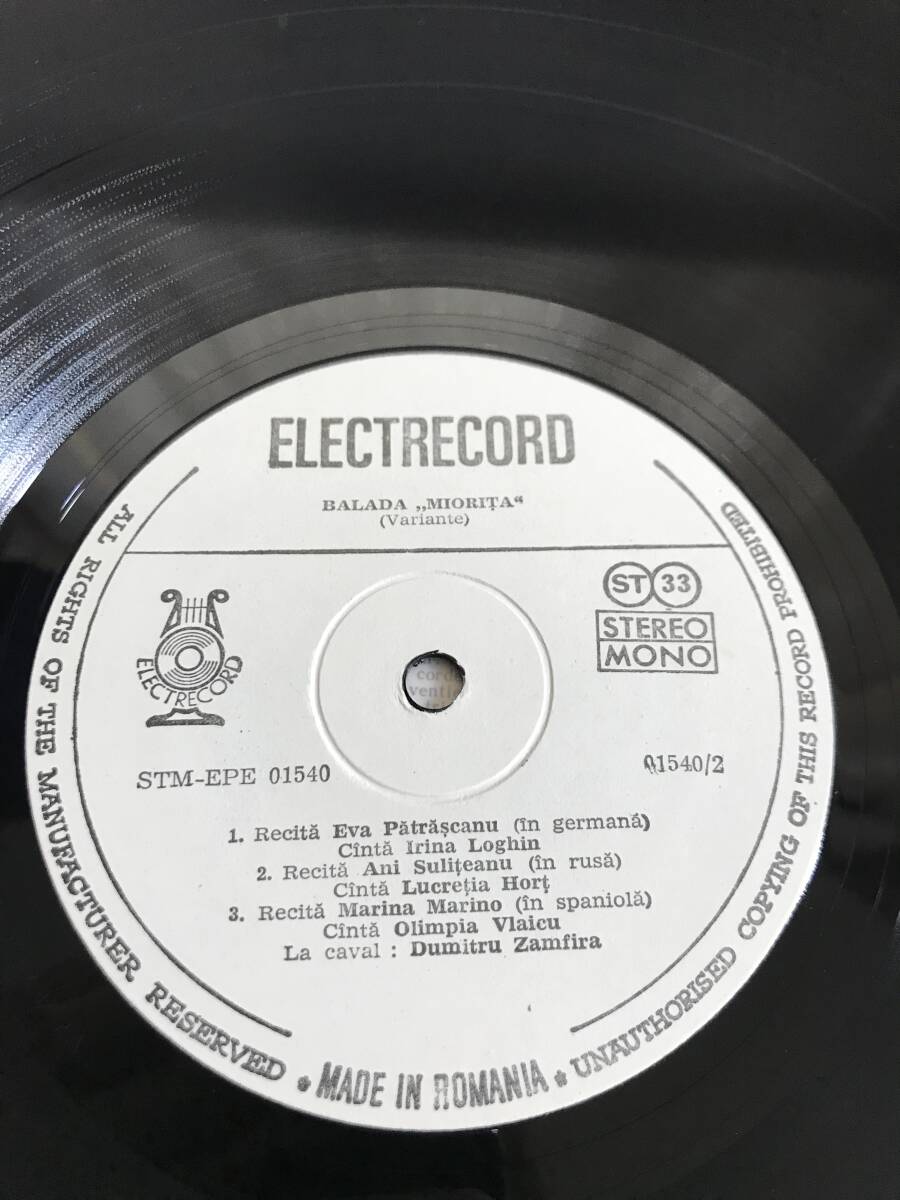 ELECTRECORD
BALADA „MIORIȚA“
(Variante)
ELECTRECORD
ST 33
STEREO
MONO
STM-EPE 01540
01540/2
1. Recită Eva Pătrășcanu (în germană)
Cîntă Irina Loghin
2. Recită Ani Sulițeanu (în rusă)
Cîntă Lucreția Horț
3. Recită Marina Marino (în spaniolă)
Cîntă Olimpia Vlaicu
La caval : Dumitru Zamfira
ALL RIGHTS OF THE MANUFACTURER RESERVED * MADE IN ROMANIA * UNAUTHORISED COPYING OF THIS RECORD PROHIBITED